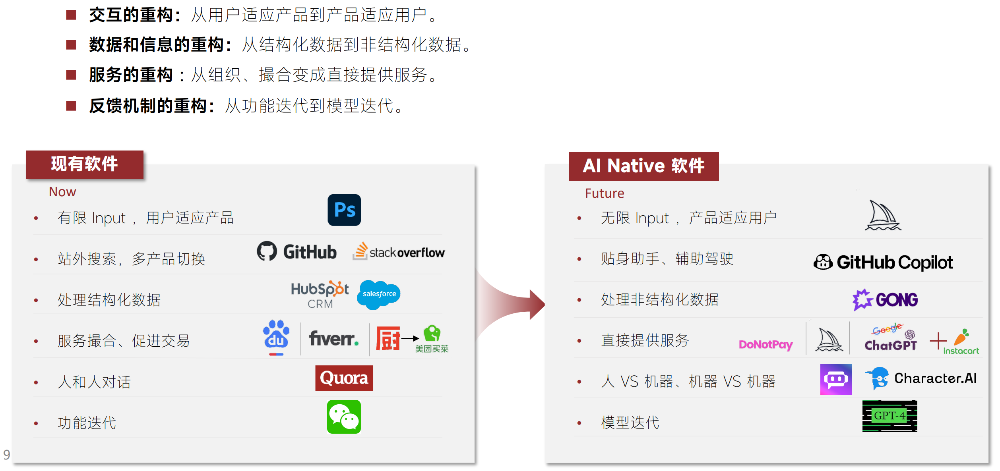 交互的重构：从用户适应产品到产品适应用户。
数据和信息的重构：从结构化数据到非结构化数据。
服务的重构：从组织、撮合变成直接提供服务。
反馈机制的重构：从功能迭代到模型迭代。
现有软件
Now
有限 Input ，用户适应产品
Ps
站外搜索，多产品切换
GitHub
stackoverflow
处理结构化数据
HubSpot
CRM
salesforce
服务撮合、促进交易
du
fiverr.
厨
美团买菜
人和人对话
Quora
功能迭代
AI Native 软件
Future
无限 Input ，产品适应用户
贴身助手、辅助驾驶
GitHub Copilot
处理非结构化数据
GONG
直接提供服务
DoNotPay
Google
ChatGPT
instacart
人 VS 机器、机器 VS 机器
Character.AI
模型迭代
GPT-4
9